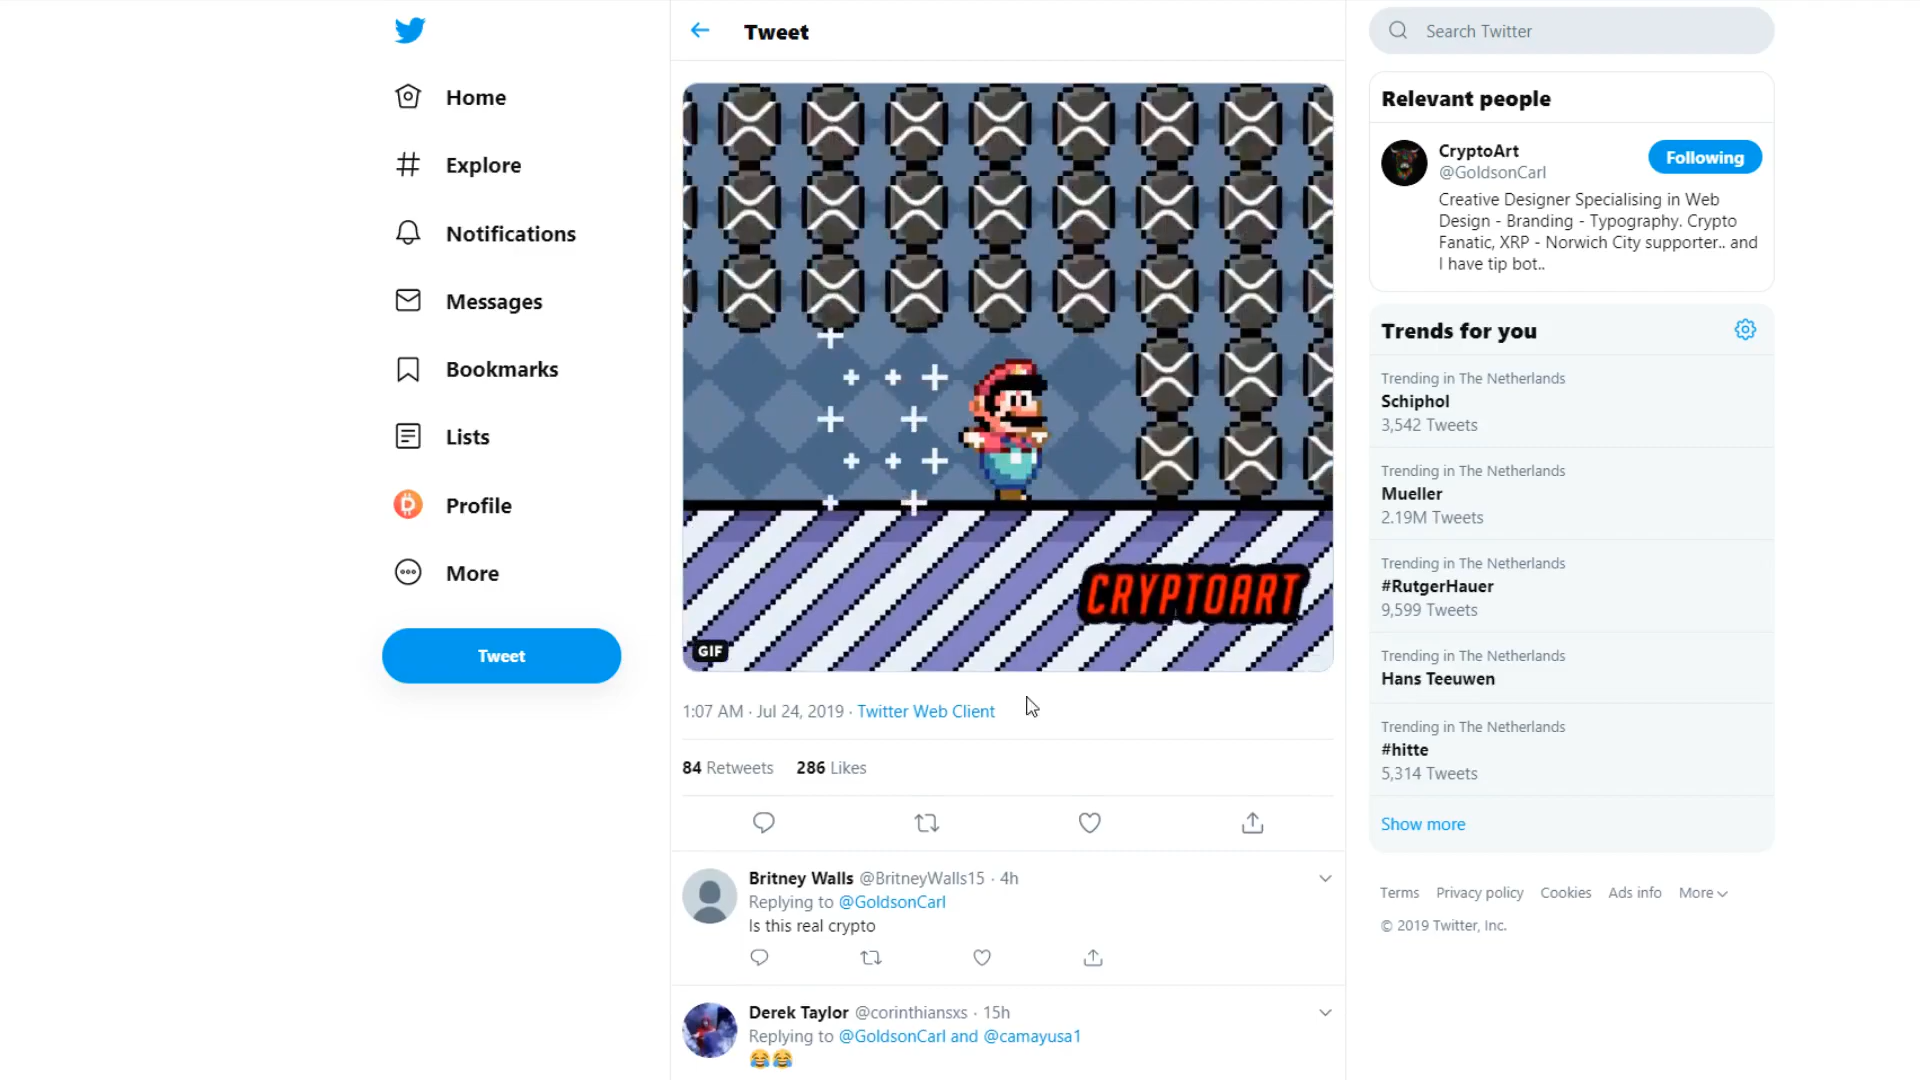 Home
Explore
Notifications
Messages
Bookmarks
Lists
Profile
More
Tweet
Tweet
CRYPTOART
GIF
1:07 AM · Jul 24, 2019 · Twitter Web Client
84 Retweets 286 Likes
Britney Walls @BritneyWalls15 · 4h
Replying to @GoldsonCarl
Is this real crypto
Derek Taylor @corinthiansxs · 15h
Replying to @GoldsonCarl and @camayusa1
😂😂
Search Twitter
Relevant people
CryptoArt
@GoldsonCarl
Following
Creative Designer Specialising in Web
Design - Branding - Typography. Crypto
Fanatic, XRP - Norwich City supporter.. and
I have tip bot..
Trends for you
Trending in The Netherlands
Schiphol
3,542 Tweets
Trending in The Netherlands
Mueller
2.19M Tweets
Trending in The Netherlands
#RutgerHauer
9,599 Tweets
Trending in The Netherlands
Hans Teeuwen
Trending in The Netherlands
#hitte
5,314 Tweets
Show more
Terms Privacy policy Cookies Ads info More
© 2019 Twitter, Inc.